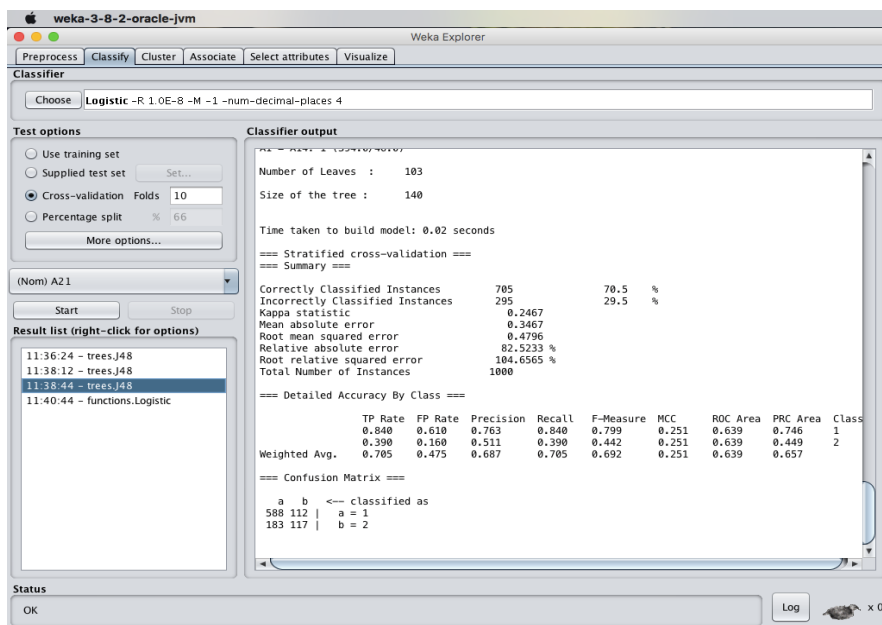 weka-3-8-2-oracle-jvm
Weka Explorer
Preprocess Classify Cluster Associate Select attributes Visualize
Classifier
Choose Logistic -R 1.0E-8 -M -1 -num-decimal-places 4
Test options
Use training set
Supplied test set Set...
Cross-validation Folds 10
Percentage split % 66
More options...
(Nom) A21
Start Stop
Result list (right-click for options)
11:36:24 - trees.J48
11:38:12 - trees.J48
11:38:44 - trees.J48
11:40:44 - functions.Logistic
Classifier output
Number of Leaves : 103
Size of the tree : 140
Time taken to build model: 0.02 seconds
=== Stratified cross-validation ===
=== Summary ===
Correctly Classified Instances 705 70.5 %
Incorrectly Classified Instances 295 29.5 %
Kappa statistic 0.2467
Mean absolute error 0.3467
Root mean squared error 0.4796
Relative absolute error 82.5233 %
Root relative squared error 104.6565 %
Total Number of Instances 1000
=== Detailed Accuracy By Class ===
TP Rate FP Rate Precision Recall F-Measure MCC ROC Area PRC Area Class
0.840 0.610 0.763 0.840 0.799 0.251 0.639 0.746 1
0.390 0.160 0.511 0.390 0.442 0.251 0.639 0.449 2
Weighted Avg. 0.705 0.475 0.687 0.705 0.692 0.251 0.639 0.657
=== Confusion Matrix ===
a b <-- classified as
588 112 | a = 1
183 117 | b = 2
Status
OK
Log x 0